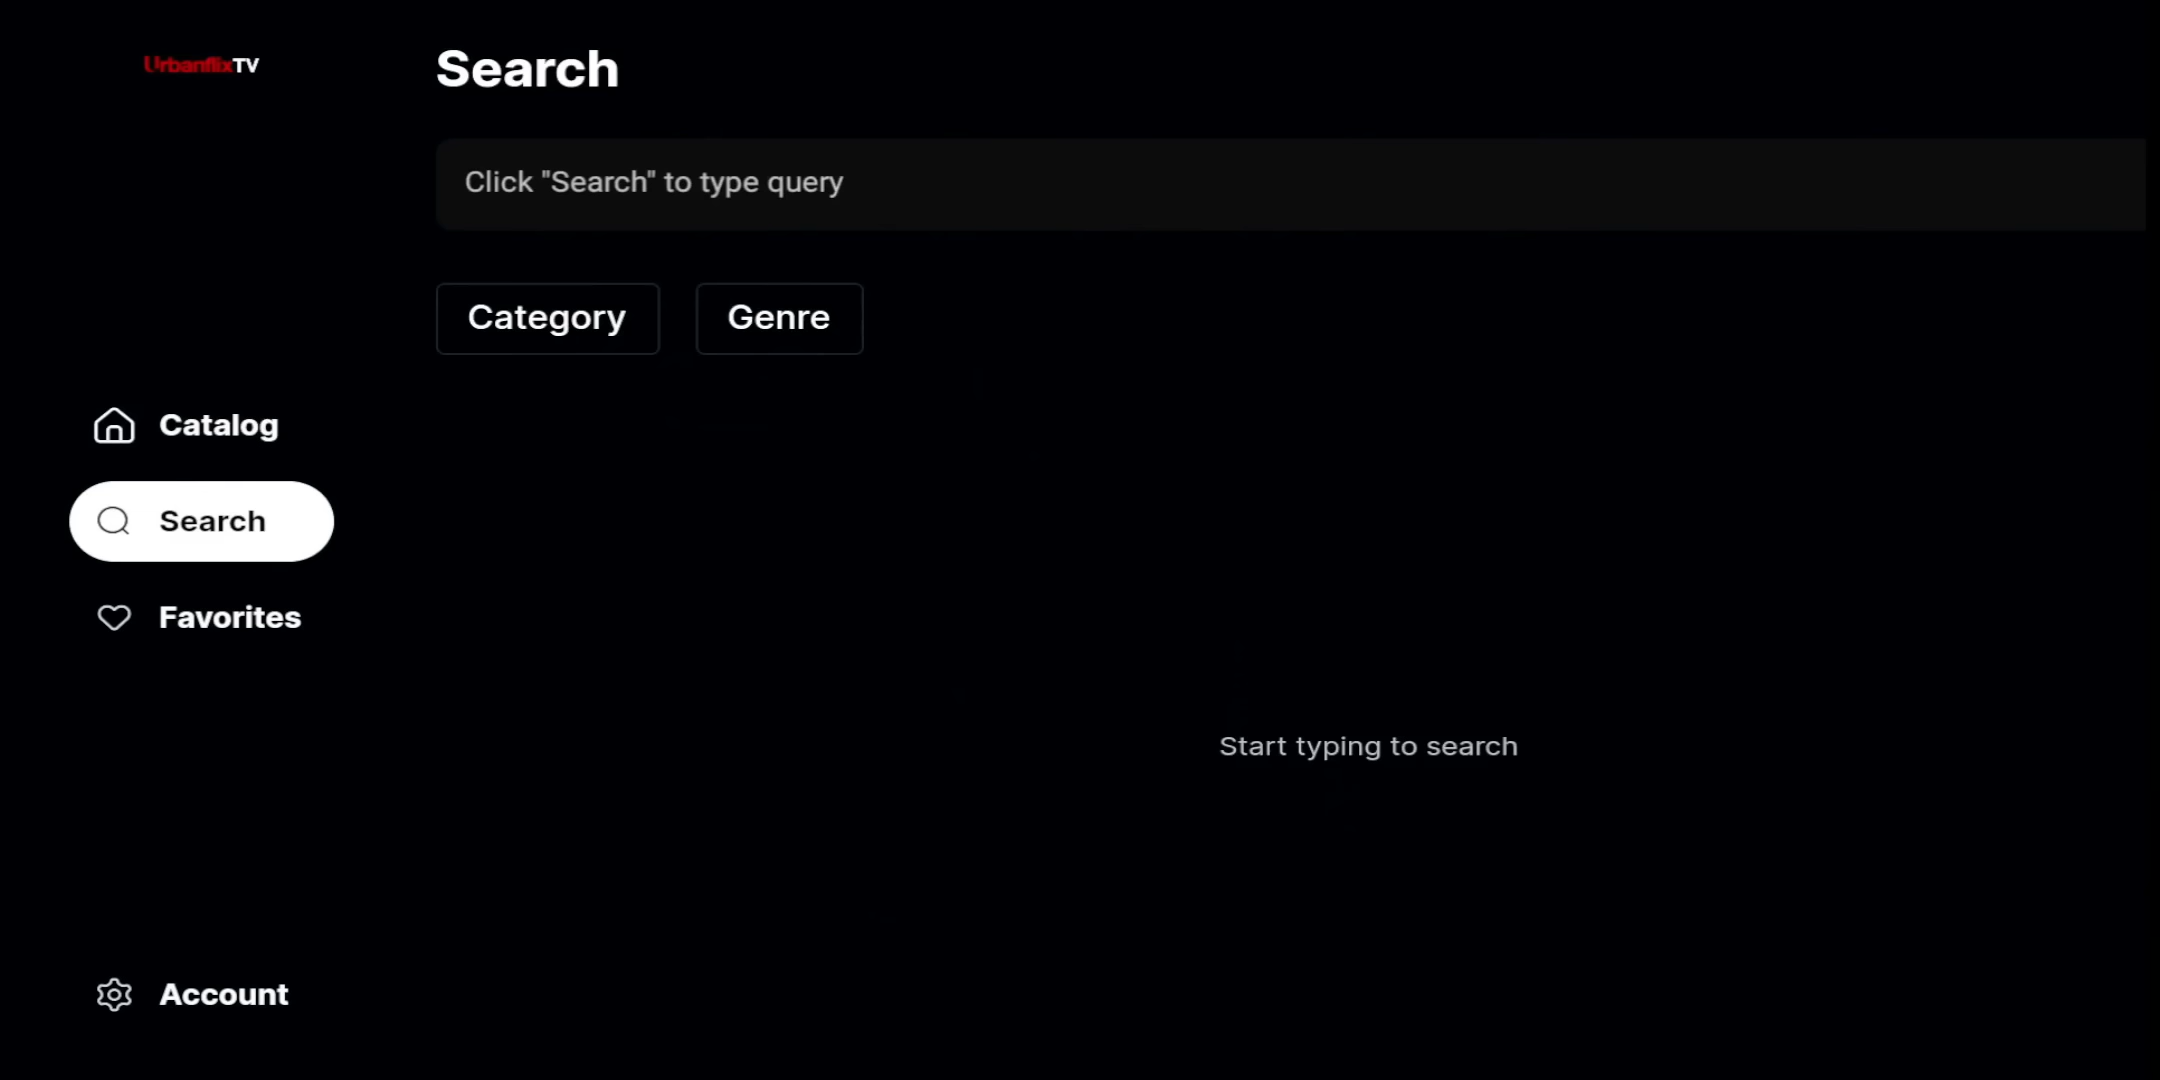 UrbanflixTV
Search
Click "Search" to type query
Category
Genre
Catalog
Search
Favorites
Start typing to search
Account